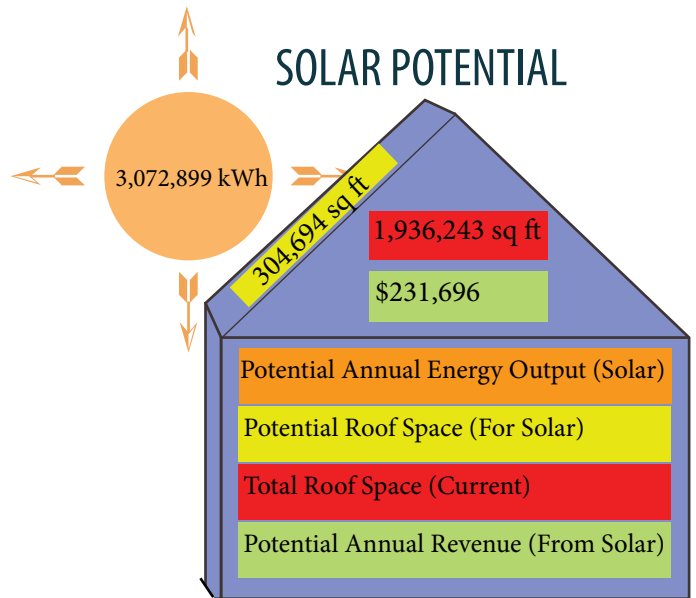 SOLAR POTENTIAL
3,072,899 kWh
304,694 sq ft
1,936,243 sq ft
$231,696
Potential Annual Energy Output (Solar)
Potential Roof Space (For Solar)
Total Roof Space (Current)
Potential Annual Revenue (From Solar)